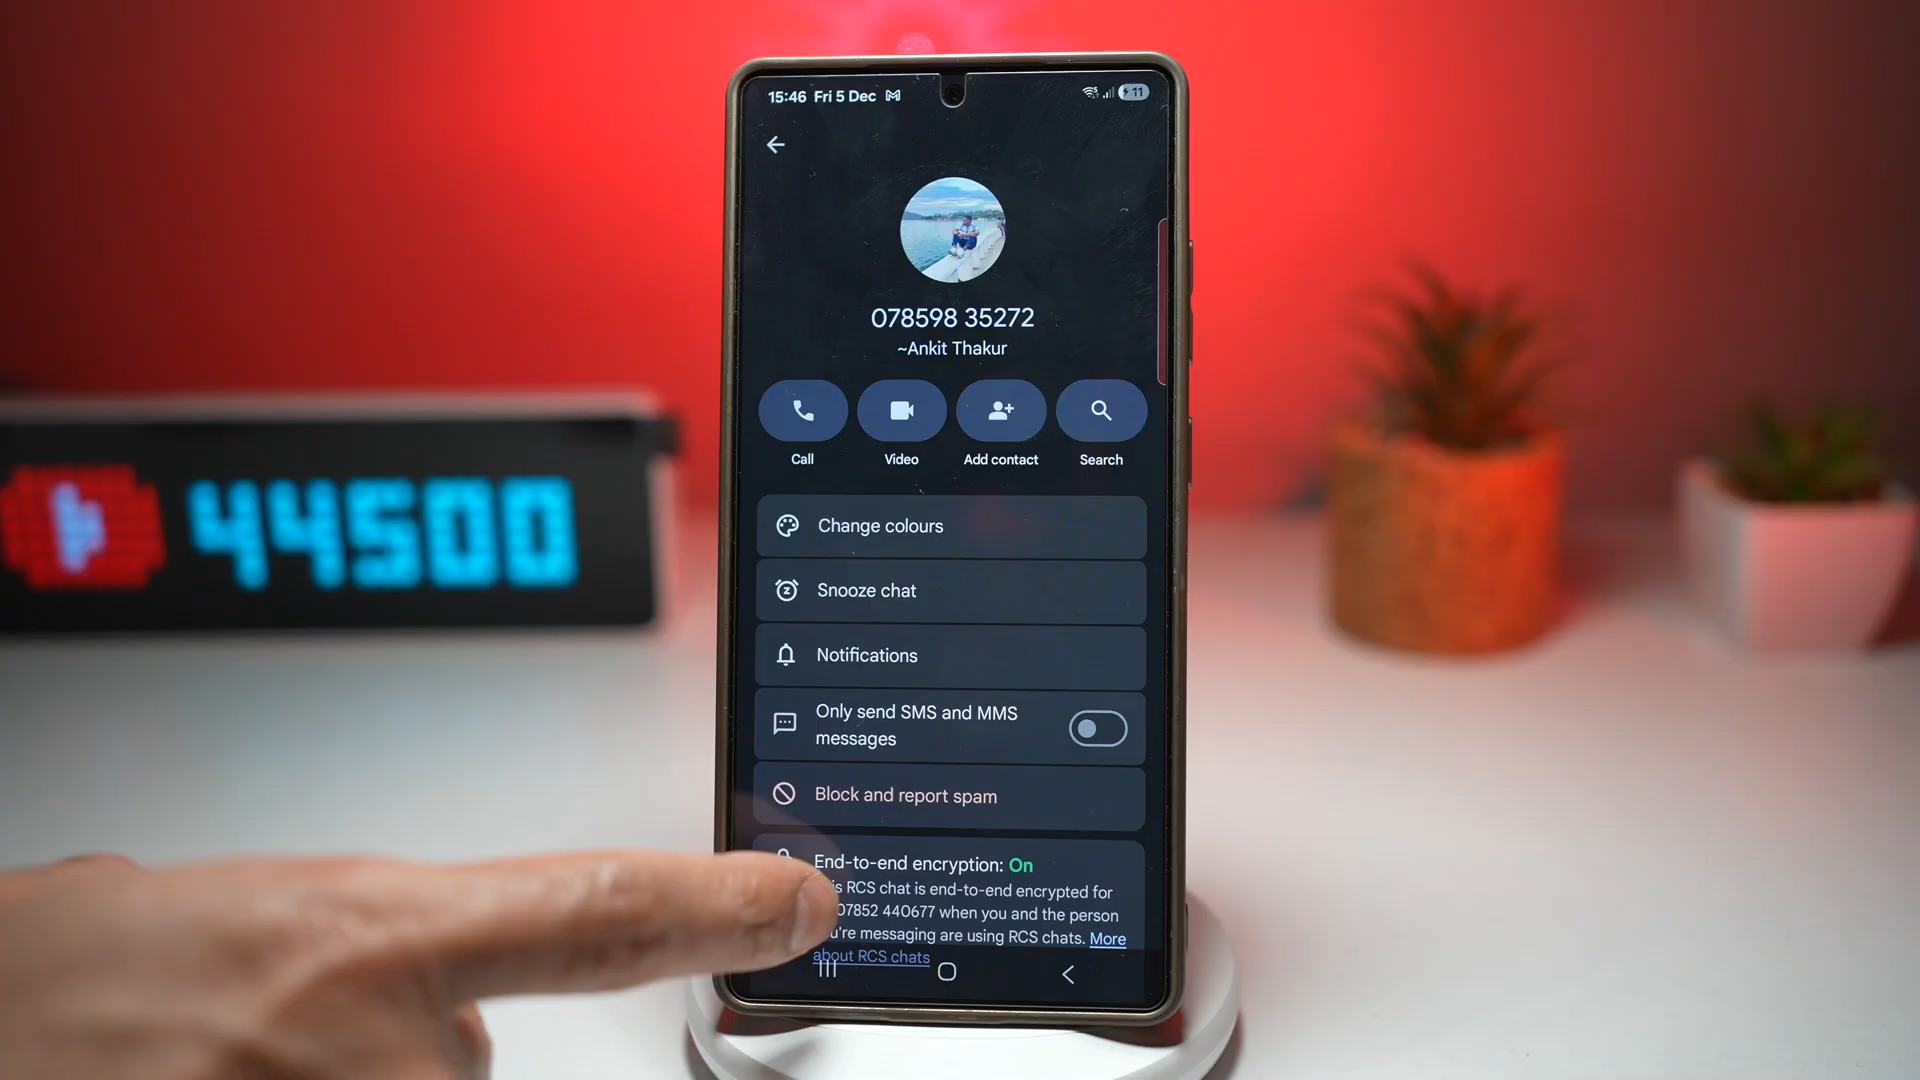 15:46 Fri 5 Dec
11
078598 35272
~Ankit Thakur
Call Video Add contact Search
44500
Change colours
Snooze chat
Notifications
Only send SMS and MMS
messages
Block and report spam
End-to-end encryption: On
is RCS chat is end-to-end encrypted for
07852 440677 when you and the person
u're messaging are using RCS chats. More
about RCS chats